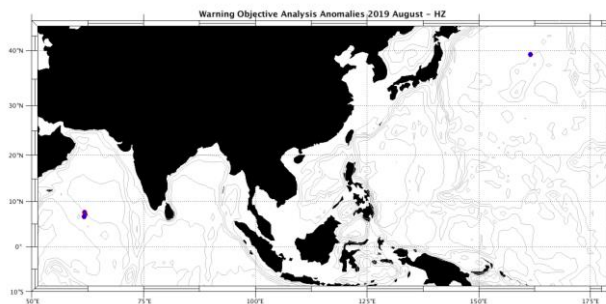 Warning Objective Analysis Anomalies 2019 August - HZ
40°N
30°N
20°N
10°N
0°
10°S
50°E
75°E
100°E
125°E
150°E
175°E